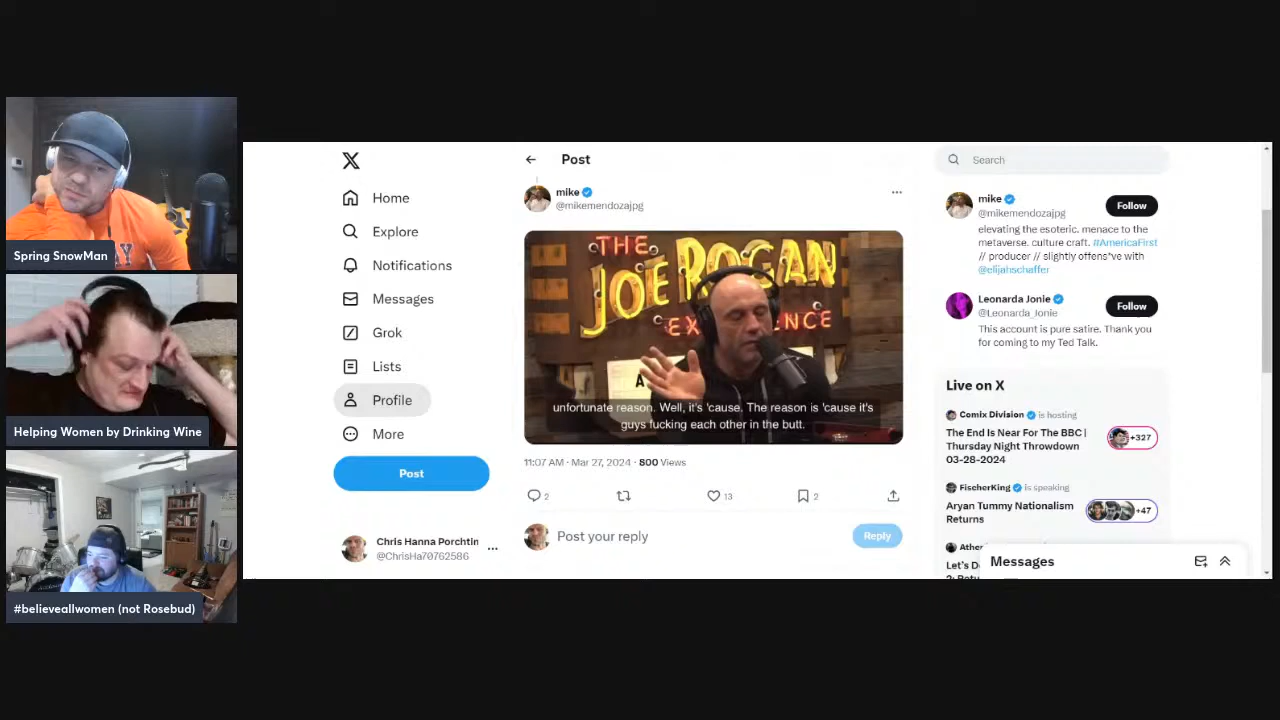 Spring SnowMan
Helping Women by Drinking Wine
#believeallwomen (not Rosebud)
Home
Explore
Notifications
Messages
Grok
Lists
Profile
More
Post
Chris Hanna Porchtin
@ChrisHa70762586
Post
mike
@mikemendozajpg
THE
JOE ROGAN
unfortunate reason. Well, it's 'cause. The reason is 'cause it's
guys fucking each other in the butt.
11:07 AM · Mar 27, 2024 · 800 Views
2
13
2
Post your reply
Reply
Search
mike
@mikemendozajpg
Follow
elevating the esoteric. menace to the
metaverse. culture craft. #AmericaFirst
// producer // slightly offens*ve with
@elijahschaffer
Leonarda Jonie
@Leonarda_Jonie
Follow
This account is pure satire. Thank you
for coming to my Ted Talk.
Live on X
Comix Division is hosting
The End Is Near For The BBC |
Thursday Night Throwdown
03-28-2024
+327
FischerKing is speaking
Aryan Tummy Nationalism
Returns
+47
Messages